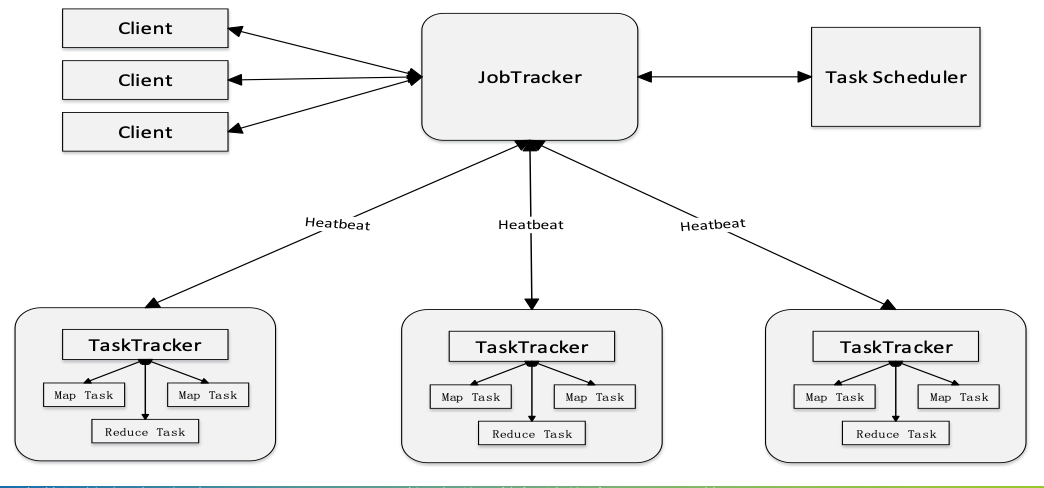 Client
Client
Client
JobTracker
Task Scheduler
Heatbeat
Heatbeat
Heatbeat
TaskTracker
Map Task
Map Task
Reduce Task
TaskTracker
Map Task
Map Task
Reduce Task
TaskTracker
Map Task
Map Task
Reduce Task